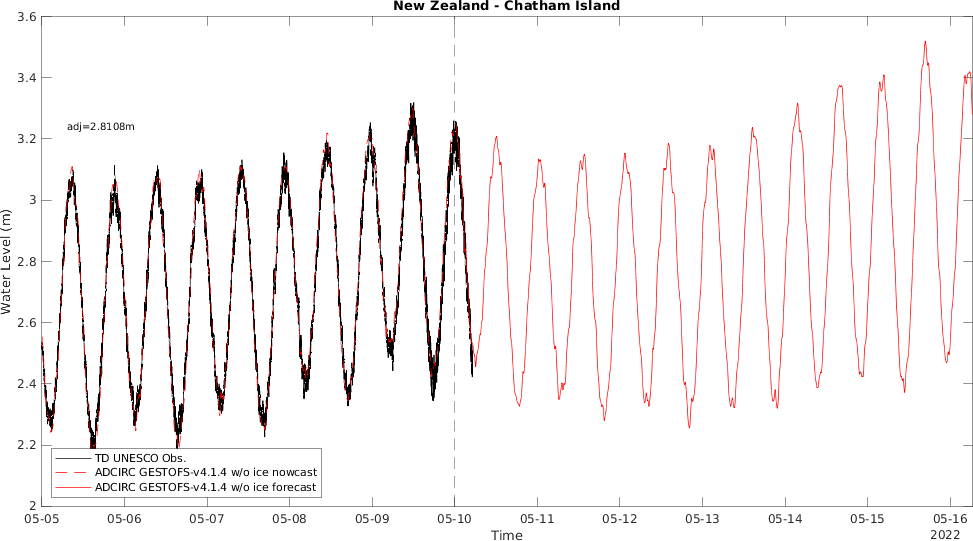 New Zealand - Chatham Island
3.6
3.4
3.2
3
2.8
2.6
2.4
2.2
2
Water Level (m)
adj=2.8108m
TD UNESCO Obs.
ADCIRC GESTOFS-v4.1.4 w/o ice nowcast
ADCIRC GESTOFS-v4.1.4 w/o ice forecast
05-05 05-06 05-07 05-08 05-09 05-10 05-11 05-12 05-13 05-14 05-15 05-16
2022
Time